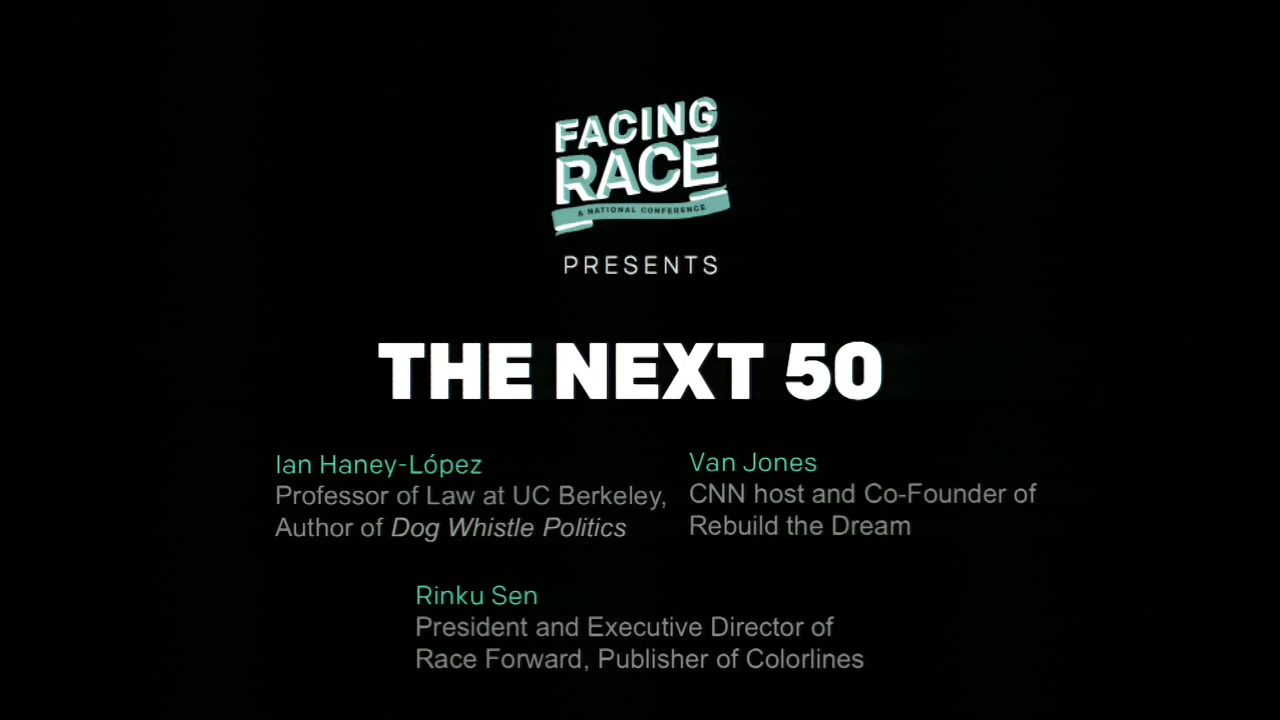 FACING
RACE
A NATIONAL CONFERENCE
PRESENTS
THE NEXT 50
Ian Haney-López
Professor of Law at UC Berkeley,
Author of Dog Whistle Politics
Van Jones
CNN host and Co-Founder of
Rebuild the Dream
Rinku Sen
President and Executive Director of
Race Forward, Publisher of Colorlines